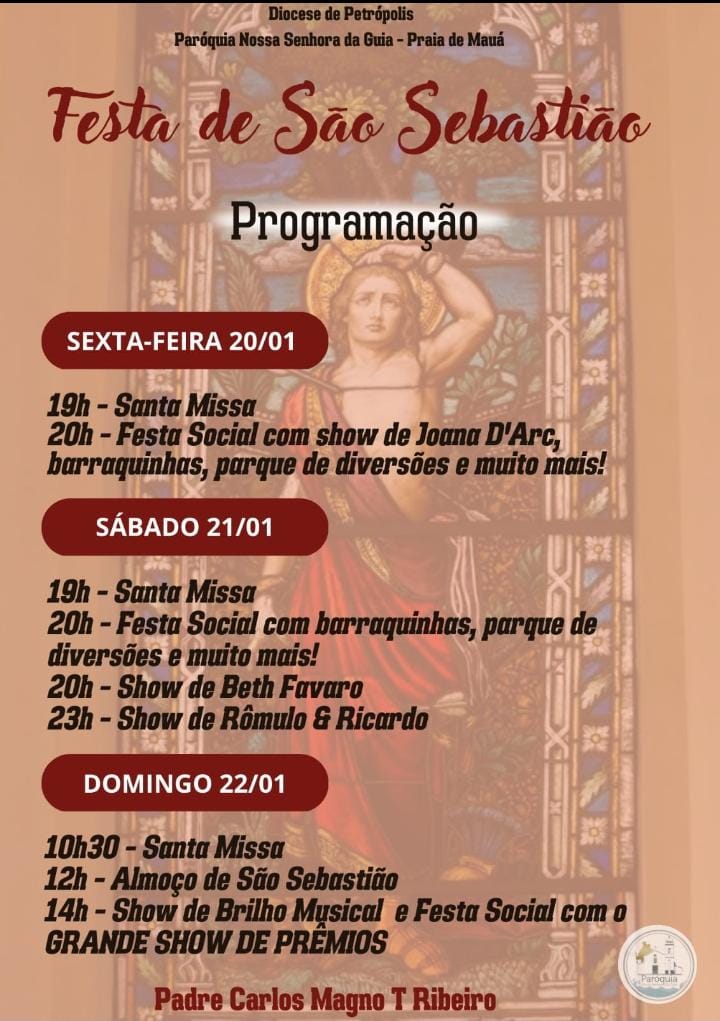 Diocese de Petrópolis
Paróquia Nossa Senhora da Guia - Praia de Mauá
Festa de São Sebastião
Programação
SEXTA-FEIRA 20/01
19h - Santa Missa
20h - Festa Social com show de Joana D'Arc,
barraquinhas, parque de diversões e muito mais!
SÁBADO 21/01
19h - Santa Missa
20h - Festa Social com barraquinhas, parque de
diversões e muito mais!
20h - Show de Beth Favaro
23h - Show de Rômulo & Ricardo
DOMINGO 22/01
10h30 - Santa Missa
12h - Almoço de São Sebastião
14h - Show de Brilho Musical e Festa Social com o
GRANDE SHOW DE PRÊMIOS
Paróquia
Padre Carlos Magno T Ribeiro